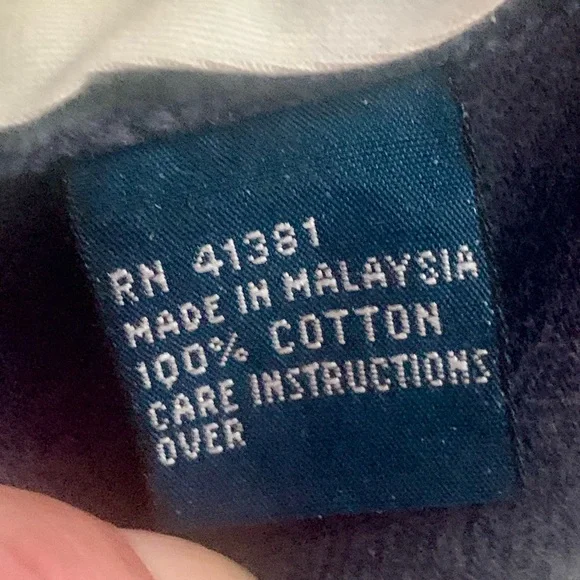 RN 41381
MADE IN MALAYSIA
100% COTTON
CARE INSTRUCTIONS
OVER